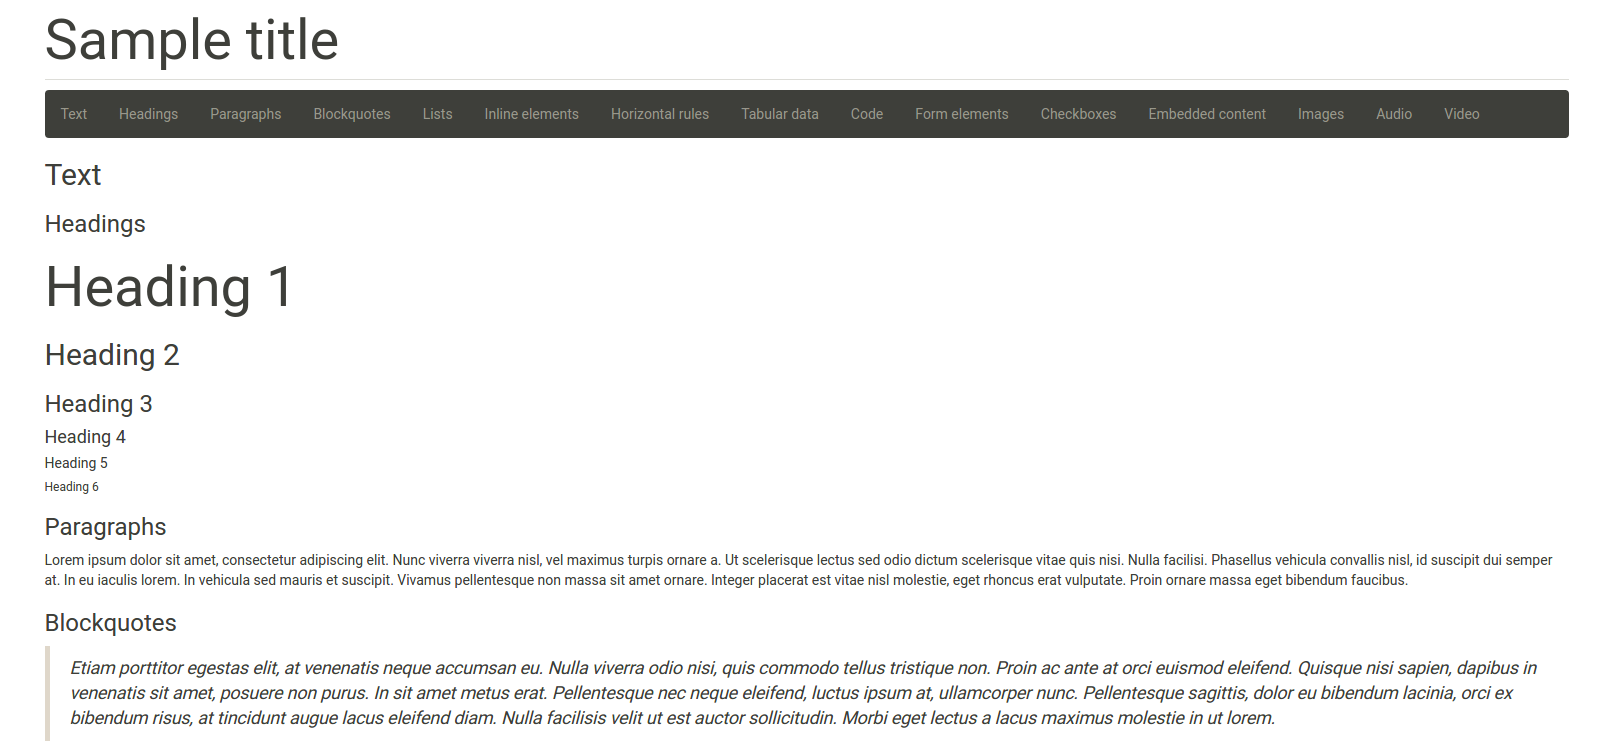 Sample title
Text Headings Paragraphs Blockquotes Lists Inline elements Horizontal rules Tabular data Code Form elements Checkboxes Embedded content Images Audio Video
Text
Headings
Heading 1
Heading 2
Heading 3
Heading 4
Heading 5
Heading 6
Paragraphs
Lorem ipsum dolor sit amet, consectetur adipiscing elit. Nunc viverra viverra nisl, vel maximus turpis ornare a. Ut scelerisque lectus sed odio dictum scelerisque vitae quis nisi. Nulla facilisi. Phasellus vehicula convallis nisl, id suscipit dui semper
at. In eu iaculis lorem. In vehicula sed mauris et suscipit. Vivamus pellentesque non massa sit amet ornare. Integer placerat est vitae nisl molestie, eget rhoncus erat vulputate. Proin ornare massa eget bibendum faucibus.
Blockquotes
Etiam porttitor egestas elit, at venenatis neque accumsan eu. Nulla viverra odio nisi, quis commodo tellus tristique non. Proin ac ante at orci euismod eleifend. Quisque nisi sapien, dapibus in
venenatis sit amet, posuere non purus. In sit amet metus erat. Pellentesque nec neque eleifend, luctus ipsum at, ullamcorper nunc. Pellentesque sagittis, dolor eu bibendum lacinia, orci ex
bibendum risus, at tincidunt augue lacus eleifend diam. Nulla facilisis velit ut est auctor sollicitudin. Morbi eget lectus a lacus maximus molestie in ut lorem.